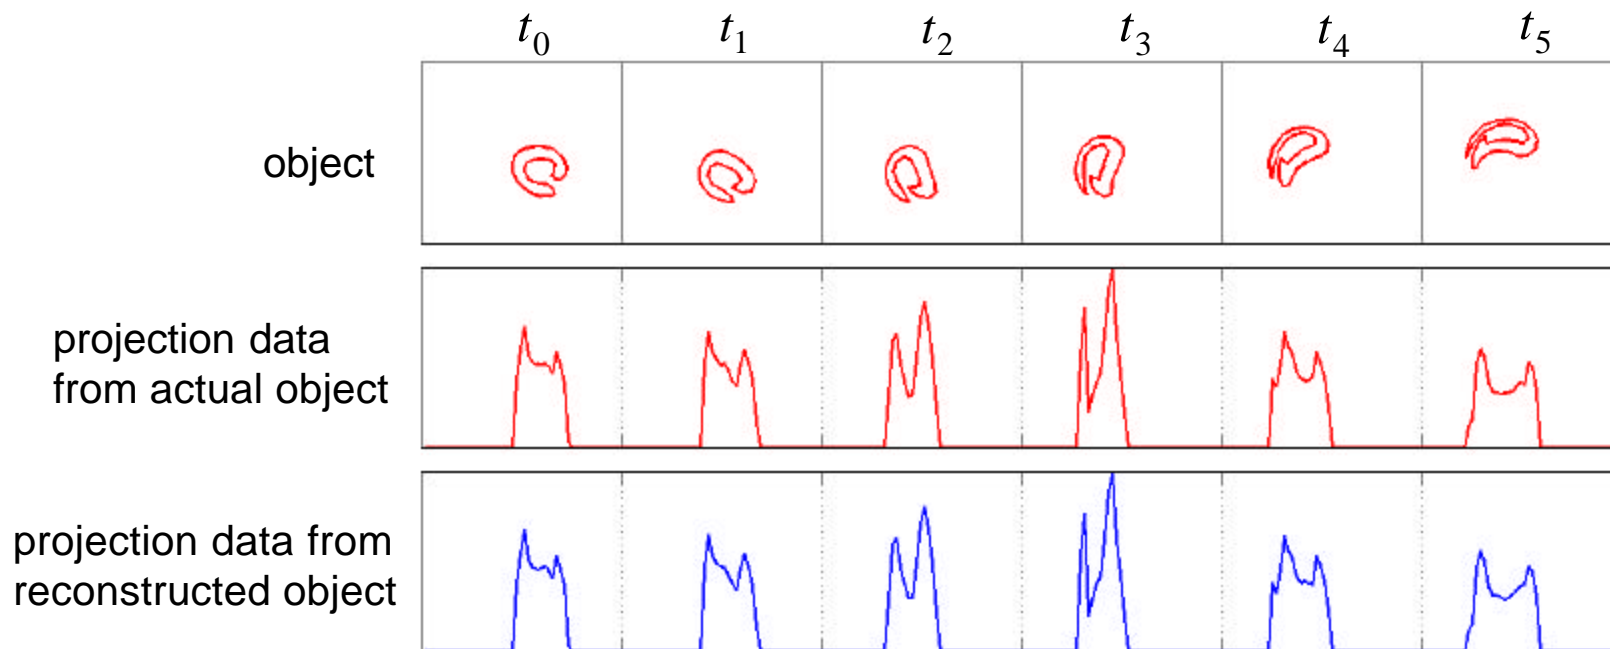 t0 t1 t2 t3 t4 t5
object
projection data
from actual object
projection data from
reconstructed object